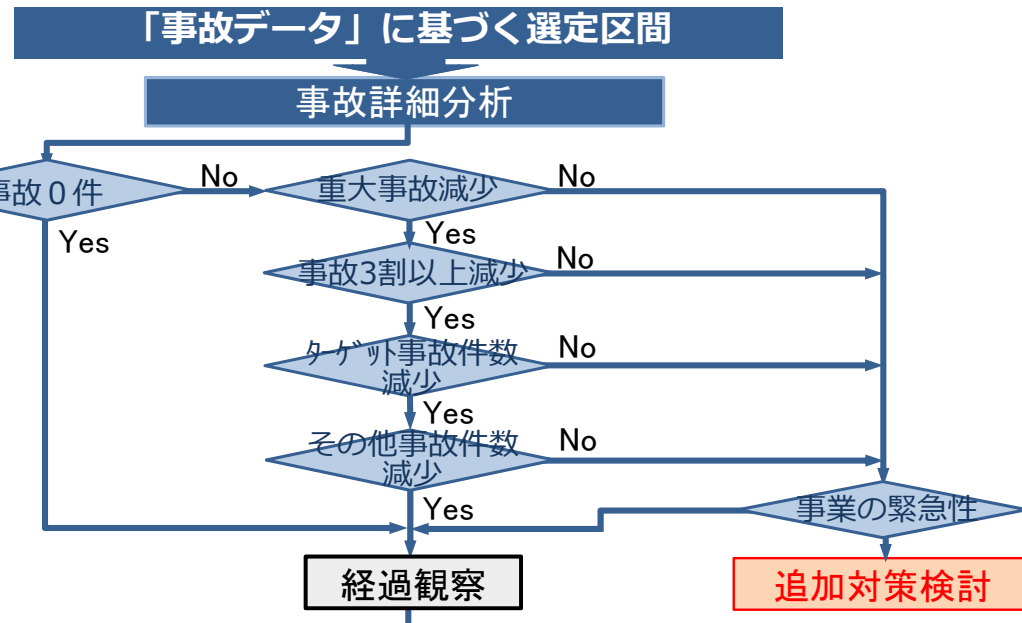 「事故データ」に基づく選定区間
事故詳細分析
事故０件
No
重大事故減少
No
Yes
Yes
事故3割以上減少
No
Yes
ﾀｰｹﾞｯﾄ事故件数
減少
No
Yes
その他事故件数
減少
No
Yes
事業の緊急性
経過観察
追加対策検討